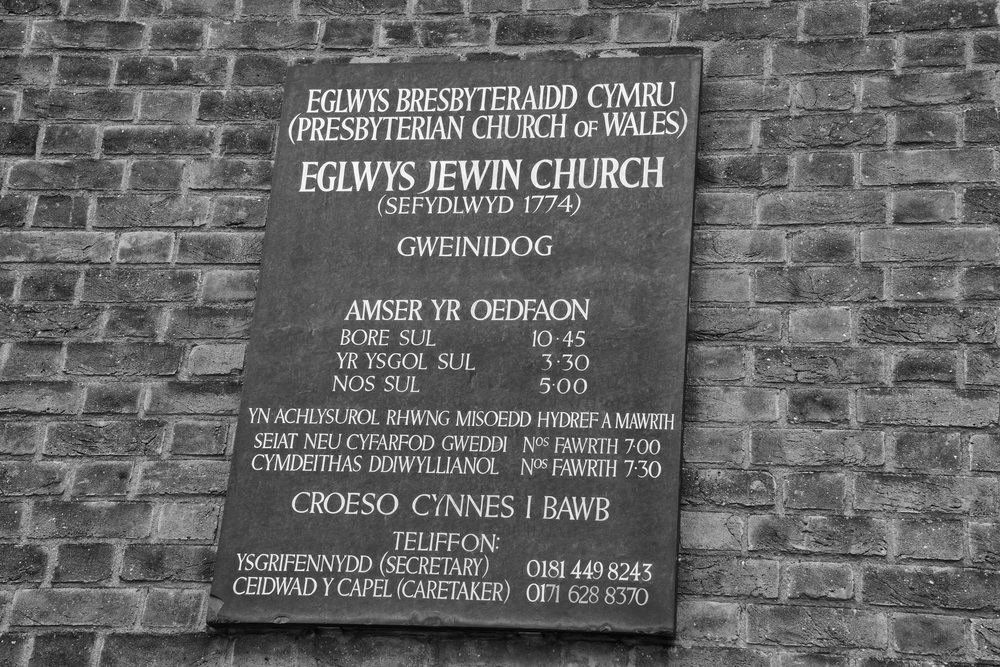 EGLWYS BRESBYTERAIDD CYMRU
(PRESBYTERIAN CHURCH OF WALES)
EGLWYS JEWIN CHURCH
(SEFYDLWYD 1774)
GWEINIDOG
AMSER YR OEDFAON
BORE SUL 10·45
YR YSGOL SUL 3·30
NOS SUL 5·00
YN ACHLYSUROL RHWNG MISOEDD HYDREF A MAWRTH
SEIAT NEU CYFARFOD GWEDDI NOS FAWRTH 7·00
CYMDEITHAS DDIWYLLIANOL NOS FAWRTH 7·30
CROESO CYNNES I BAWB
TELIFFON:
YSGRIFENNYDD (SECRETARY) 0181 449 8243
CEIDWAD Y CAPEL (CARETAKER) 0171 628 8370